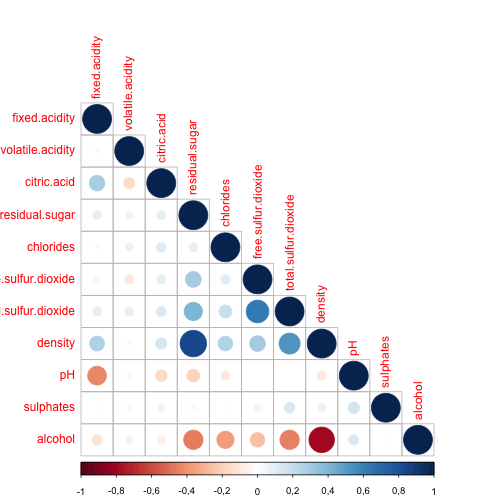 fixed.acidity
volatile.acidity
citric.acid
residual.sugar
chlorides
free.sulfur.dioxide
total.sulfur.dioxide
density
pH
sulphates
alcohol
fixed.acidity
volatile.acidity
citric.acid
residual.sugar
chlorides
.sulfur.dioxide
.sulfur.dioxide
density
pH
sulphates
alcohol
-1 -0,8 -0,6 -0,4 -0,2 0 0,2 0,4 0,6 0,8 1